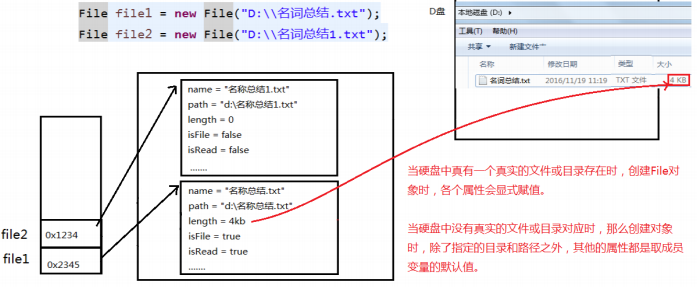 File file1 = new File("D:\\名词总结.txt");
File file2 = new File("D:\\名词总结1.txt");
D盘
本地磁盘 (D:)
工具(T) 帮助(H)
共享 新建文件夹
名称 修改日期 类型 大小
名词总结.txt 2016/11/19 11:19 TXT 文件 4 KB
name = "名称总结1.txt"
path = "d:\名称总结1.txt"
length = 0
isFile = false
isRead = false
.......
name = "名称总结.txt"
path = "d:\名称总结.txt"
length = 4kb
isFile = true
isRead = true
.......
file2 0x1234
file1 0x2345
当硬盘中真有一个真实的文件或目录存在时，创建File对
象时，各个属性会显式赋值。
当硬盘中没有真实的文件或目录对应时，那么创建对象
时，除了指定的目录和路径之外，其他的属性都是取成员
变量的默认值。